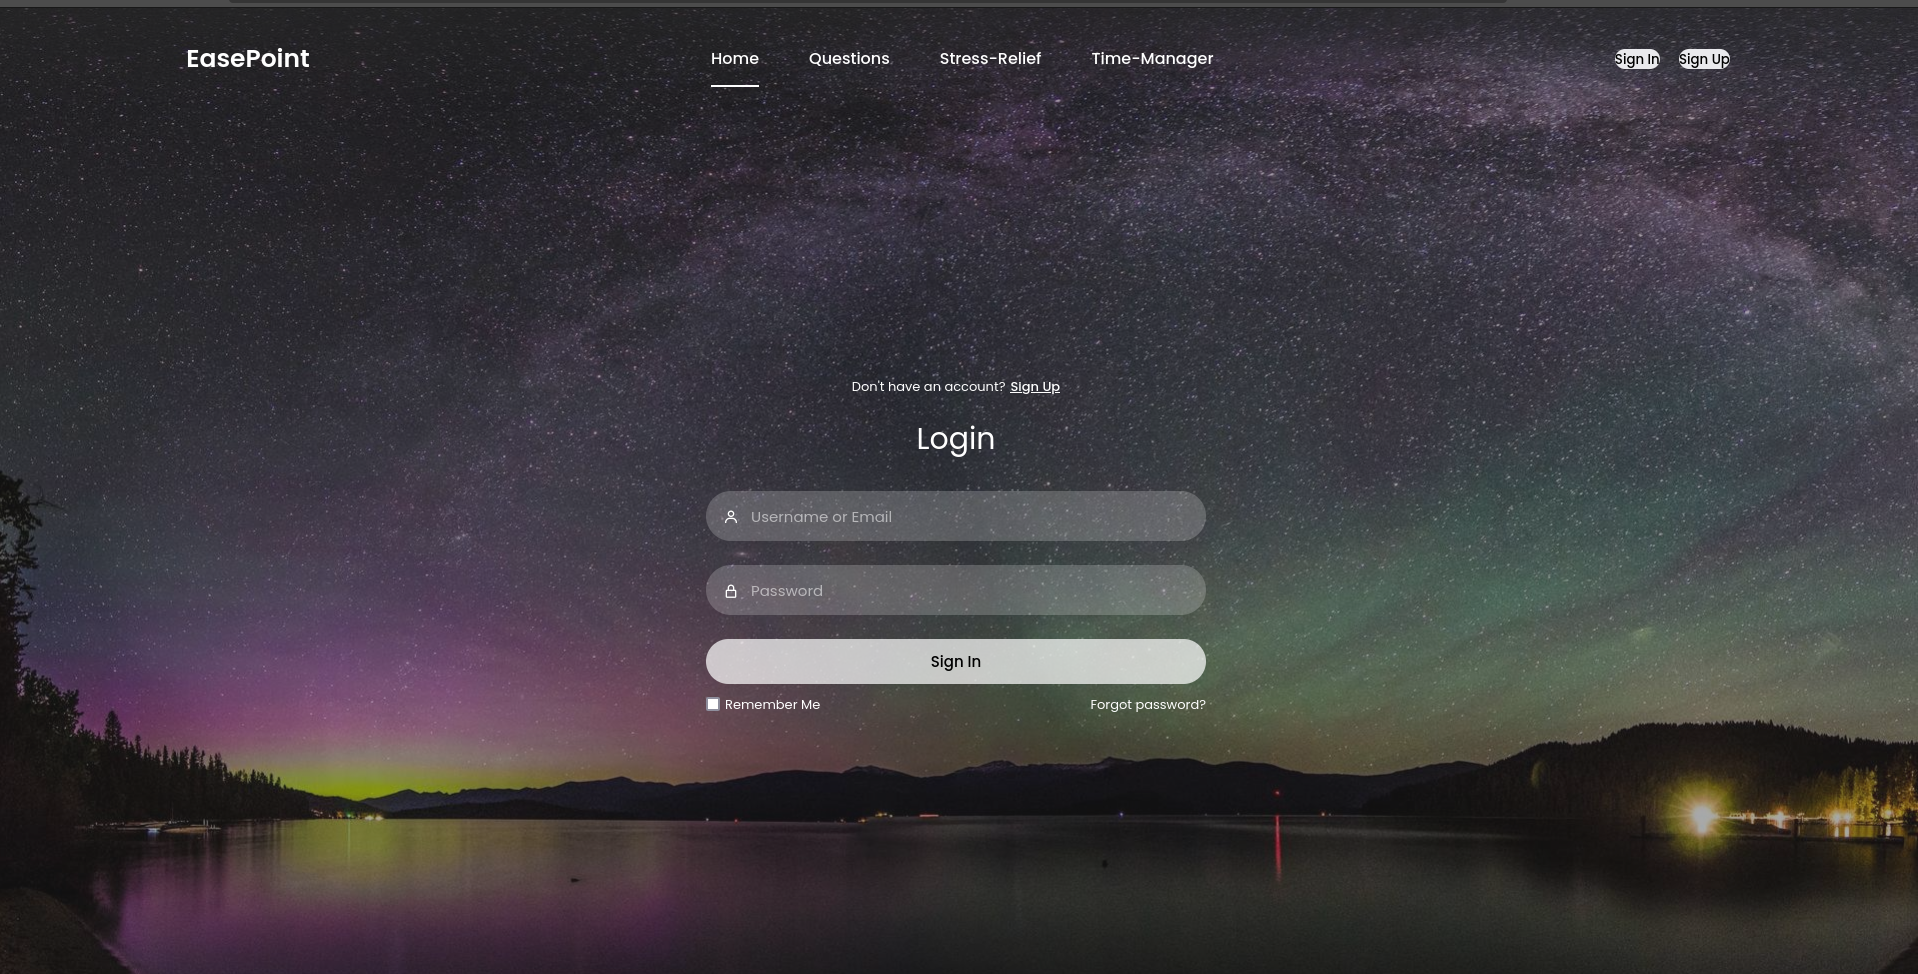 EasePoint
Home Questions Stress-Relief Time-Manager
Sign In Sign Up
Don't have an account? Sign Up
Login
Username or Email
Password
Sign In
Remember Me Forgot password?